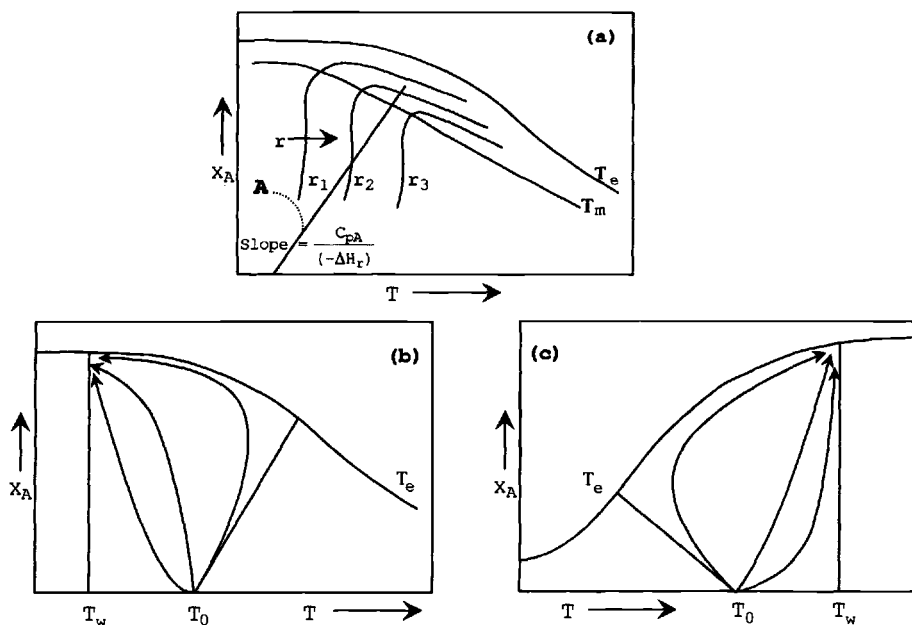 (a)
X_A
r
r_1 r_2 r_3
T_e
T_m
A
Slope = C_pA / (-ΔH_r)
T
(b)
X_A
T_e
T_w T_0 T
(c)
X_A
T_e
T T_0 T_w